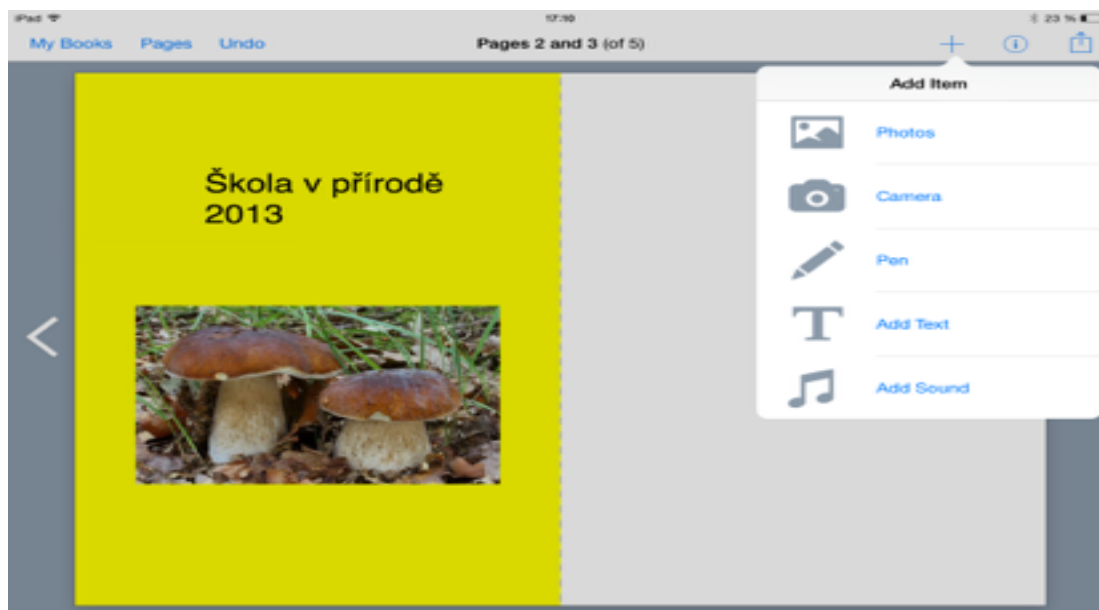 iPad 17:10 23 %
My Books Pages Undo Pages 2 and 3 (of 5)
Add Item
Photos
Camera
Pen
Add Text
Add Sound
Škola v přírodě
2013